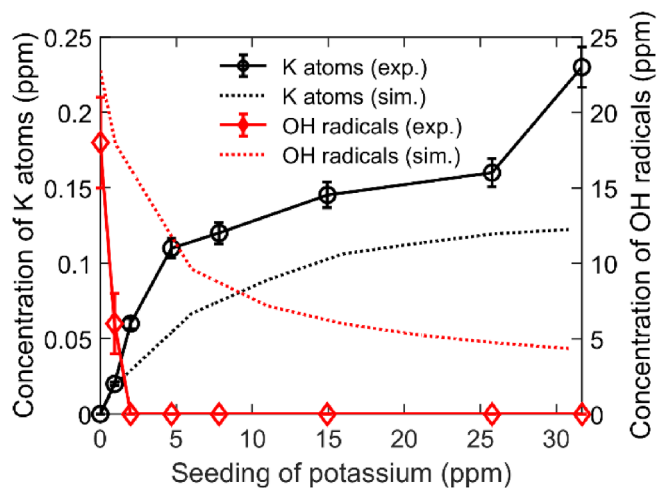 0.25
0.2
0.15
0.1
0.05
0
Concentration of K atoms (ppm)
K atoms (exp.)
K atoms (sim.)
OH radicals (exp.)
OH radicals (sim.)
25
20
15
10
5
0
Concentration of OH radicals (ppm)
0 5 10 15 20 25 30
Seeding of potassium (ppm)